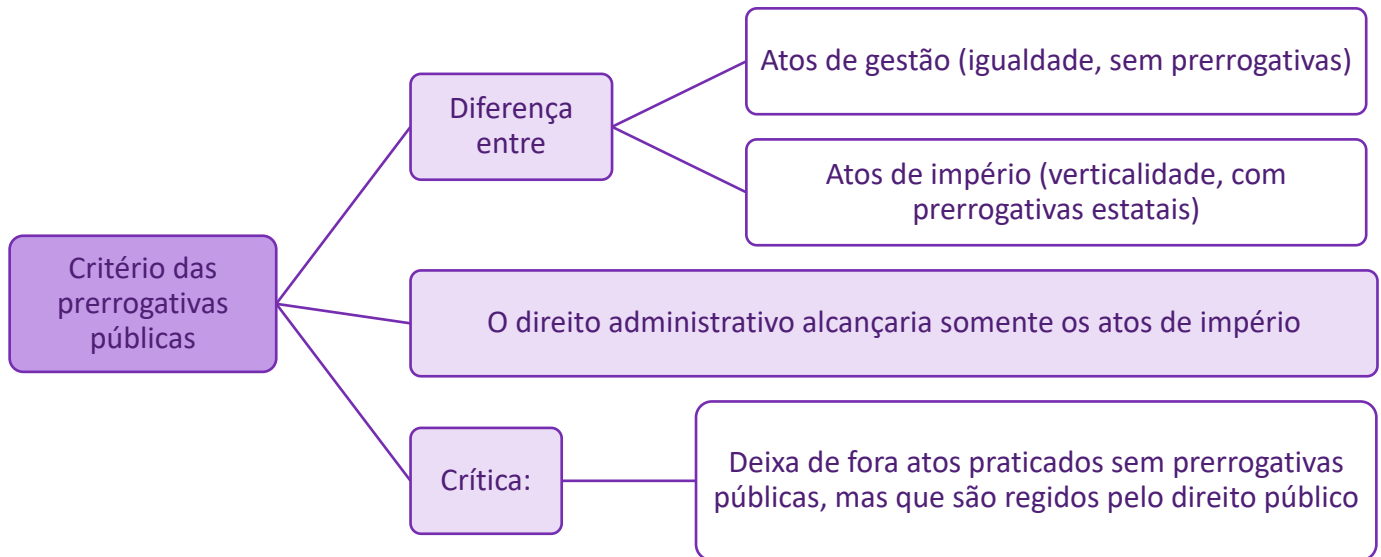 Critério das
prerrogativas
públicas
Diferença
entre
Atos de gestão (igualdade, sem prerrogativas)
Atos de império (verticalidade, com
prerrogativas estatais)
O direito administrativo alcançaria somente os atos de império
Crítica:
Deixa de fora atos praticados sem prerrogativas
públicas, mas que são regidos pelo direito público